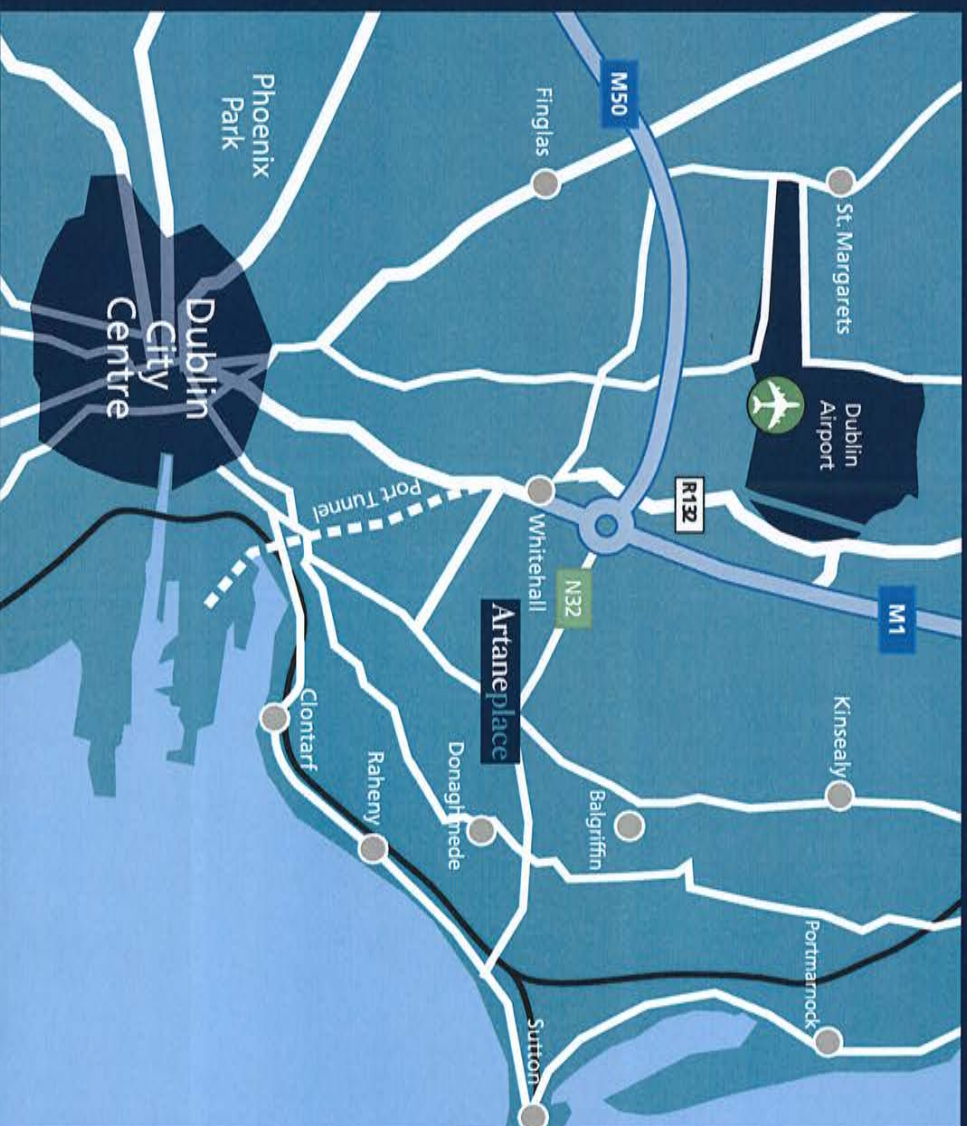 M1
St. Margarets
Dublin
Airport
Kinsealy
Portmarnock
R132
M50
Balgriffin
N32
Finglas
Whitehall
Sutton
Artaneplace
Donaghmede
Raheny
Port Tunnel
Clontarf
Phoenix
Park
Dublin
City
Centre